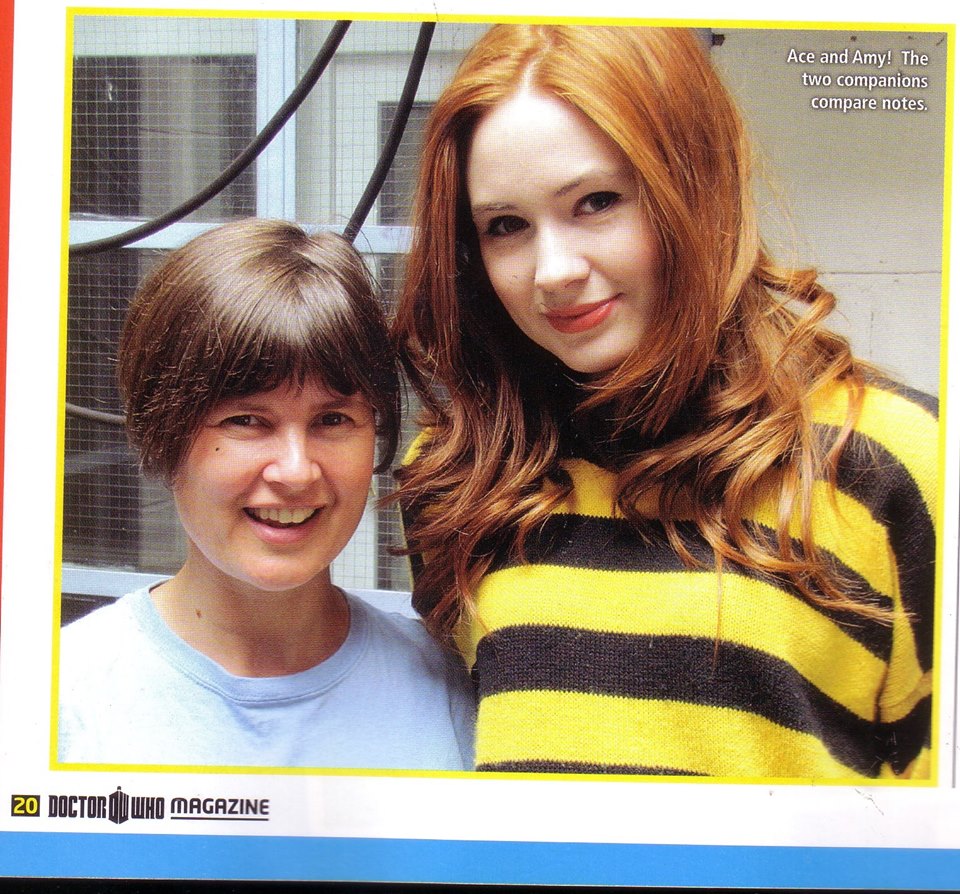 Ace and Amy! The
two companions
compare notes.
20 DOCTOR WHO MAGAZINE